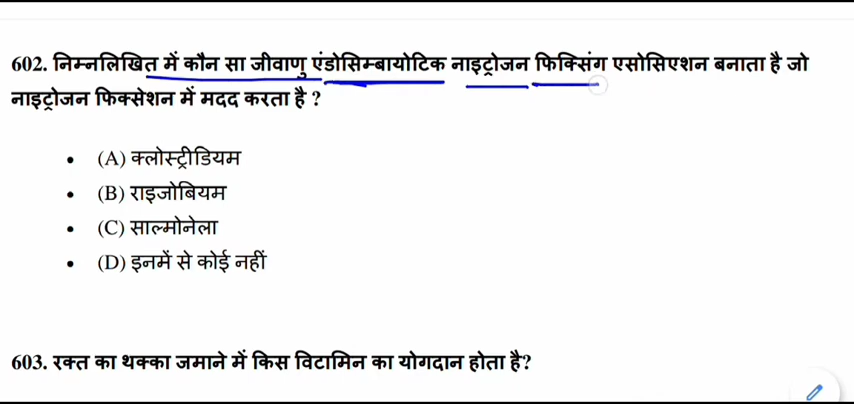 602. निम्नलिखित में कौन सा जीवाणु एंडोसिम्बायोटिक नाइट्रोजन फिक्सिंग एसोसिएशन बनाता है जो
नाइट्रोजन फिक्सेशन में मदद करता है ?
• (A) क्लोस्ट्रीडियम
• (B) राइजोबियम
• (C) साल्मोनेला
• (D) इनमें से कोई नहीं
603. रक्त का थक्का जमाने में किस विटामिन का योगदान होता है?